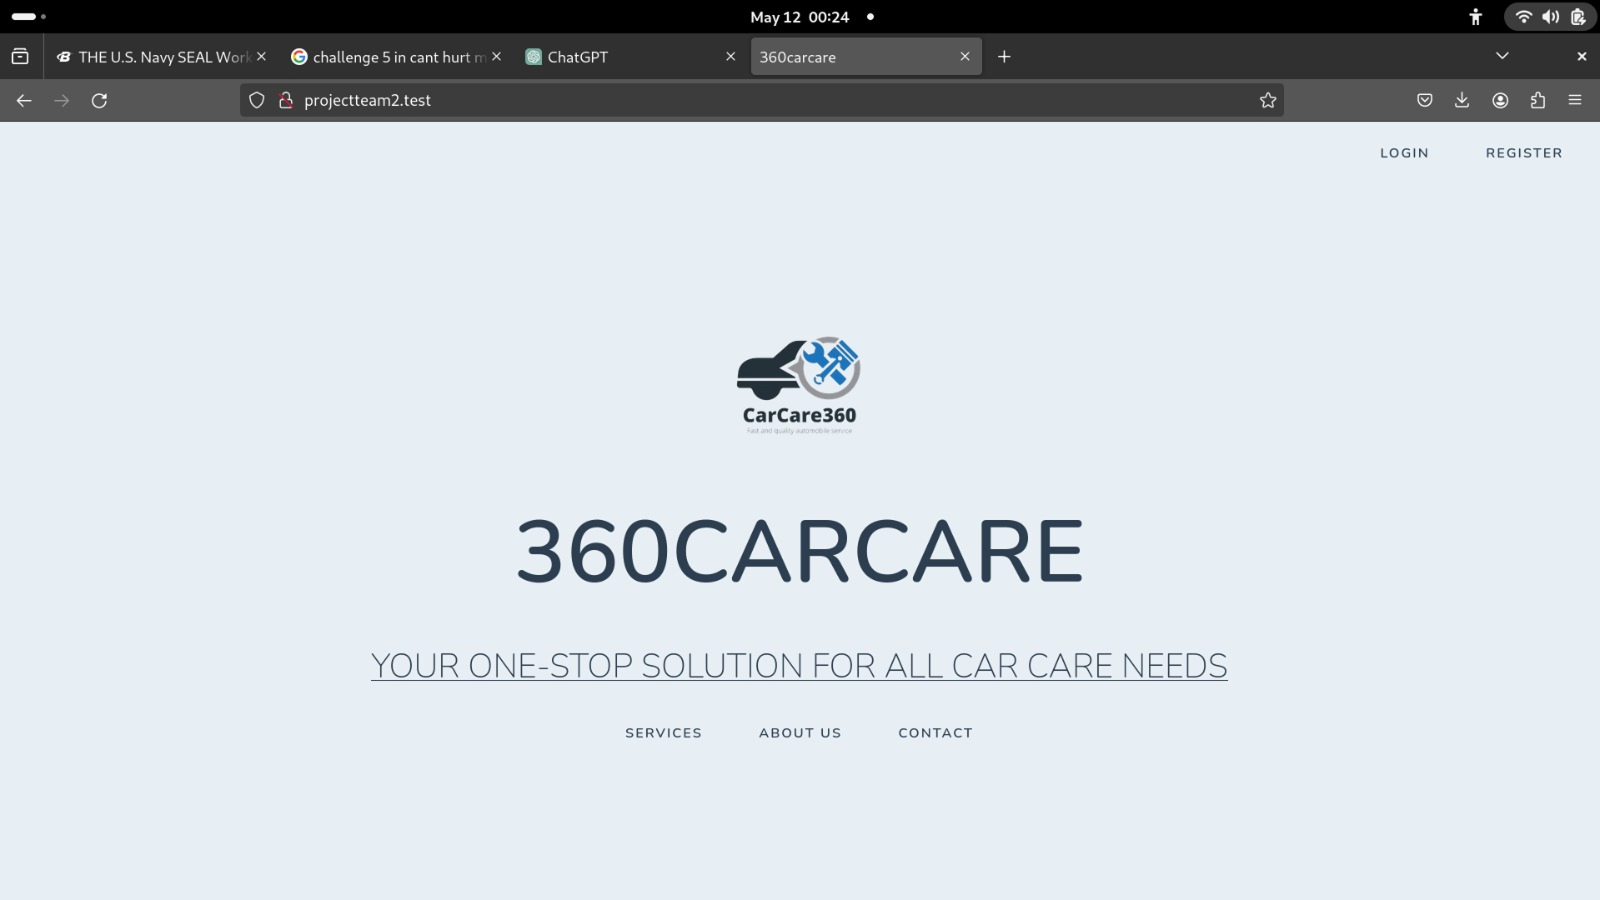 May 12 00:24
THE U.S. Navy SEAL Work
challenge 5 in cant hurt m
ChatGPT
360carcare
projectteam2.test
LOGIN
REGISTER
CarCare360
Fast and quality automobile service
360CARCARE
YOUR ONE-STOP SOLUTION FOR ALL CAR CARE NEEDS
SERVICES
ABOUT US
CONTACT